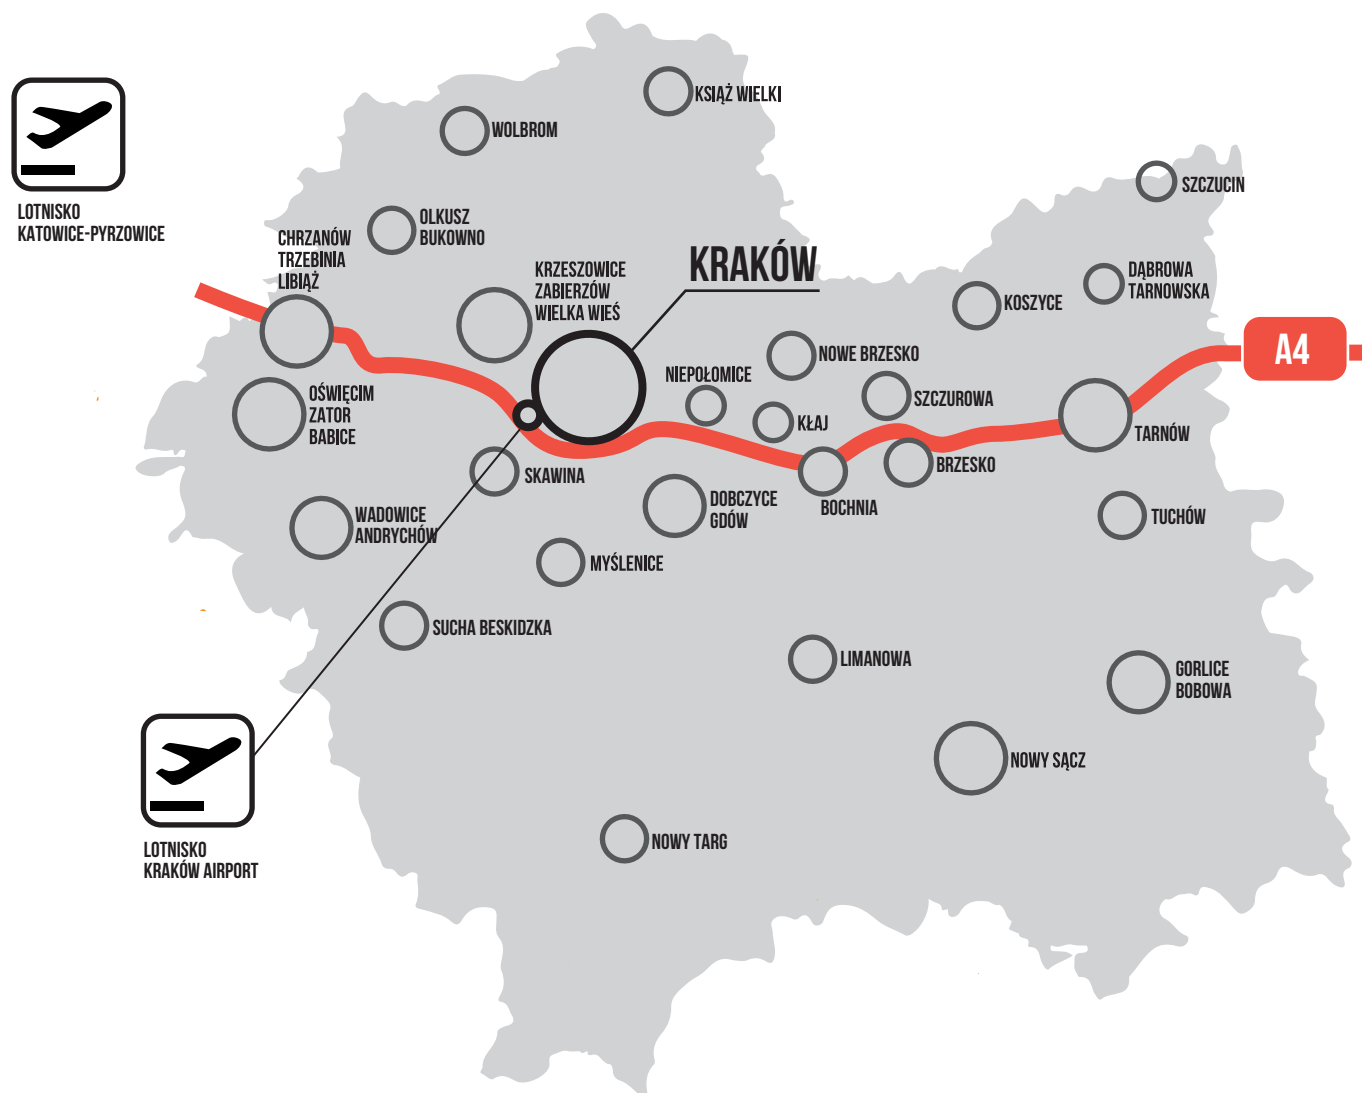 KSIĄŻ WIELKI
WOLBROM
SZCZUCIN
LOTNISKO
KATOWICE-PYRZOWICE
OLKUSZ
BUKOWNO
CHRZANÓW
TRZEBINIA
LIBIĄŻ
KRAKÓW
KRZESZOWICE
ZABIERZÓW
WIELKA WIEŚ
DĄBROWA
TARNOWSKA
KOSZYCE
A4
NOWE BRZESKO
NIEPOŁOMICE
OŚWIĘCIM
ZATOR
BABICE
SZCZUROWA
KŁAJ
TARNÓW
BRZESKO
SKAWINA
DOBCZYCE
GDÓW
BOCHNIA
WADOWICE
ANDRYCHÓW
TUCHÓW
MYŚLENICE
SUCHA BESKIDZKA
LIMANOWA
GORLICE
BOBOWA
NOWY SĄCZ
NOWY TARG
LOTNISKO
KRAKÓW AIRPORT